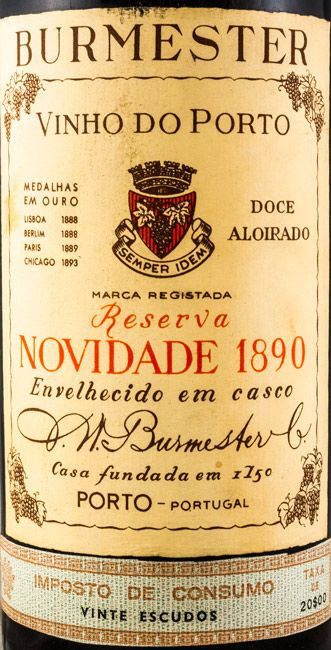 BURMESTER
VINHO DO PORTO
MEDALHAS
EM OURO
LISBOA 1888
BERLIM 1888
PARIS 1889
CHICAGO 1893
SEMPER IDEM
DOCE
ALOIRADO
MARCA REGISTADA
Reserva
NOVIDADE 1890
Envelhecido em casco
J. W. Burmester C.
Casa fundada em 1750
PORTO - PORTUGAL
IMPOSTO DE CONSUMO
VINTE ESCUDOS
TAXA
20$00